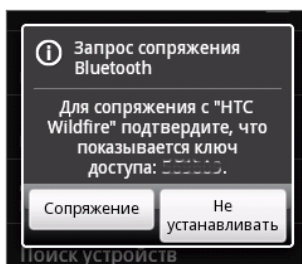 Запрос сопряжения
Bluetooth
Для сопряжения с "HTC
Wildfire" подтвердите, что
показывается ключ
доступа:
Сопряжение
Не
устанавливать
Поиск устройств